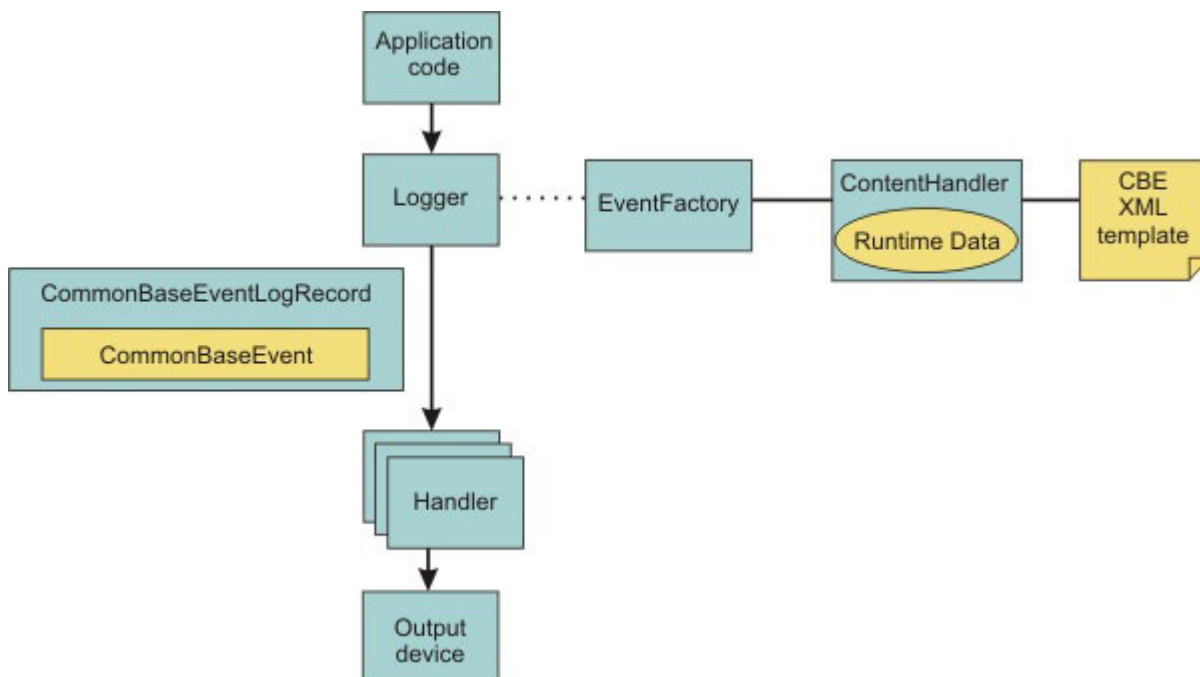 Application
code
Logger
EventFactory
ContentHandler
Runtime Data
CBE
XML
template
CommonBaseEventLogRecord
CommonBaseEvent
Handler
Output
device